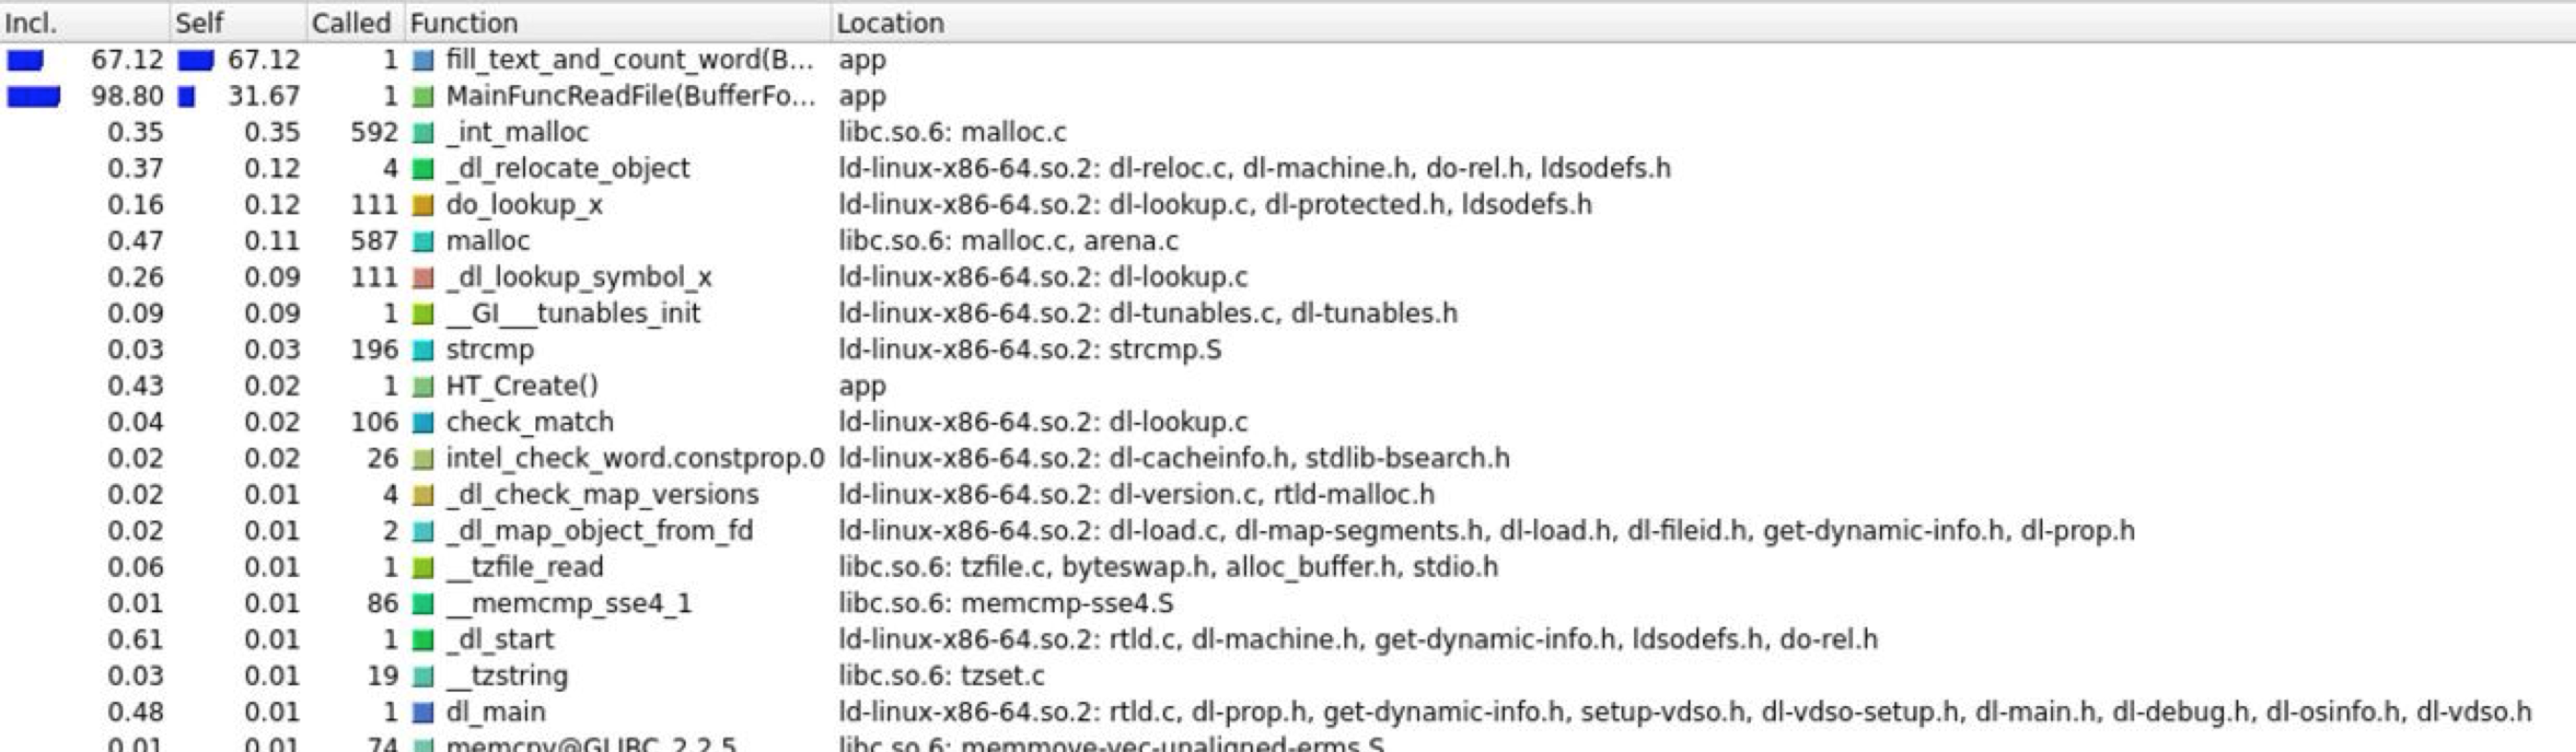 Incl. Self Called Function Location
67.12 67.12 1 fill_text_and_count_word(B... app
98.80 31.67 1 MainFuncReadFile(BufferFo... app
0.35 0.35 592 _int_malloc libc.so.6: malloc.c
0.37 0.12 4 _dl_relocate_object ld-linux-x86-64.so.2: dl-reloc.c, dl-machine.h, do-rel.h, ldsodefs.h
0.16 0.12 111 do_lookup_x ld-linux-x86-64.so.2: dl-lookup.c, dl-protected.h, ldsodefs.h
0.47 0.11 587 malloc libc.so.6: malloc.c, arena.c
0.26 0.09 111 _dl_lookup_symbol_x ld-linux-x86-64.so.2: dl-lookup.c
0.09 0.09 1 __GI___tunables_init ld-linux-x86-64.so.2: dl-tunables.c, dl-tunables.h
0.03 0.03 196 strcmp ld-linux-x86-64.so.2: strcmp.S
0.43 0.02 1 HT_Create() app
0.04 0.02 106 check_match ld-linux-x86-64.so.2: dl-lookup.c
0.02 0.02 26 intel_check_word.constprop.0 ld-linux-x86-64.so.2: dl-cacheinfo.h, stdlib-bsearch.h
0.02 0.01 4 _dl_check_map_versions ld-linux-x86-64.so.2: dl-version.c, rtld-malloc.h
0.02 0.01 2 _dl_map_object_from_fd ld-linux-x86-64.so.2: dl-load.c, dl-map-segments.h, dl-load.h, dl-fileid.h, get-dynamic-info.h, dl-prop.h
0.06 0.01 1 __tzfile_read libc.so.6: tzfile.c, byteswap.h, alloc_buffer.h, stdio.h
0.01 0.01 86 __memcmp_sse4_1 libc.so.6: memcmp-sse4.S
0.61 0.01 1 _dl_start ld-linux-x86-64.so.2: rtld.c, dl-machine.h, get-dynamic-info.h, ldsodefs.h, do-rel.h
0.03 0.01 19 __tzstring libc.so.6: tzset.c
0.48 0.01 1 dl_main ld-linux-x86-64.so.2: rtld.c, dl-prop.h, get-dynamic-info.h, setup-vdso.h, dl-vdso-setup.h, dl-main.h, dl-debug.h, dl-osinfo.h, dl-vdso.h
0.01 0.01 74 memcpy@GLIBC_2.2.5 libc.so.6: memmove-vec-unaligned-erms.S